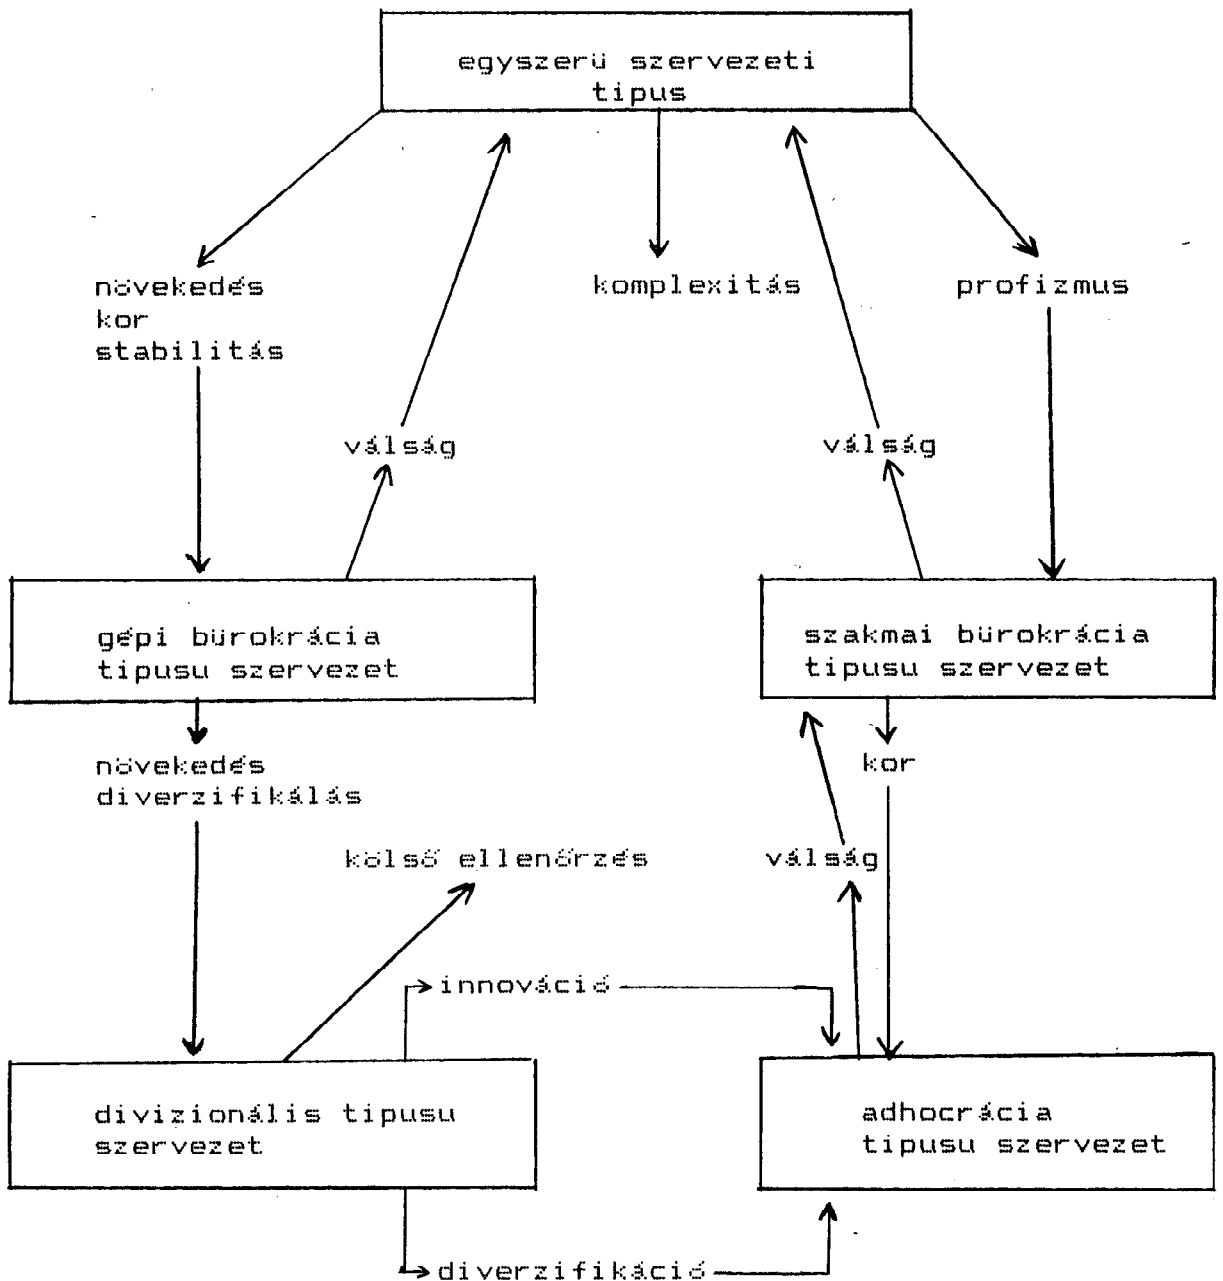 egyszerü szervezeti
tipus
növekedés
kor
stabilitás
komplexitás
profizmus
válság
válság
gépi bürokrácia
tipusu szervezet
szakmai bürokrácia
tipusu szervezet
növekedés
diverzifikálás
kor
kölső ellenőrzés
válság
innováció
divizionális tipusu
szervezet
adhocrácia
tipusu szervezet
diverzifikáció